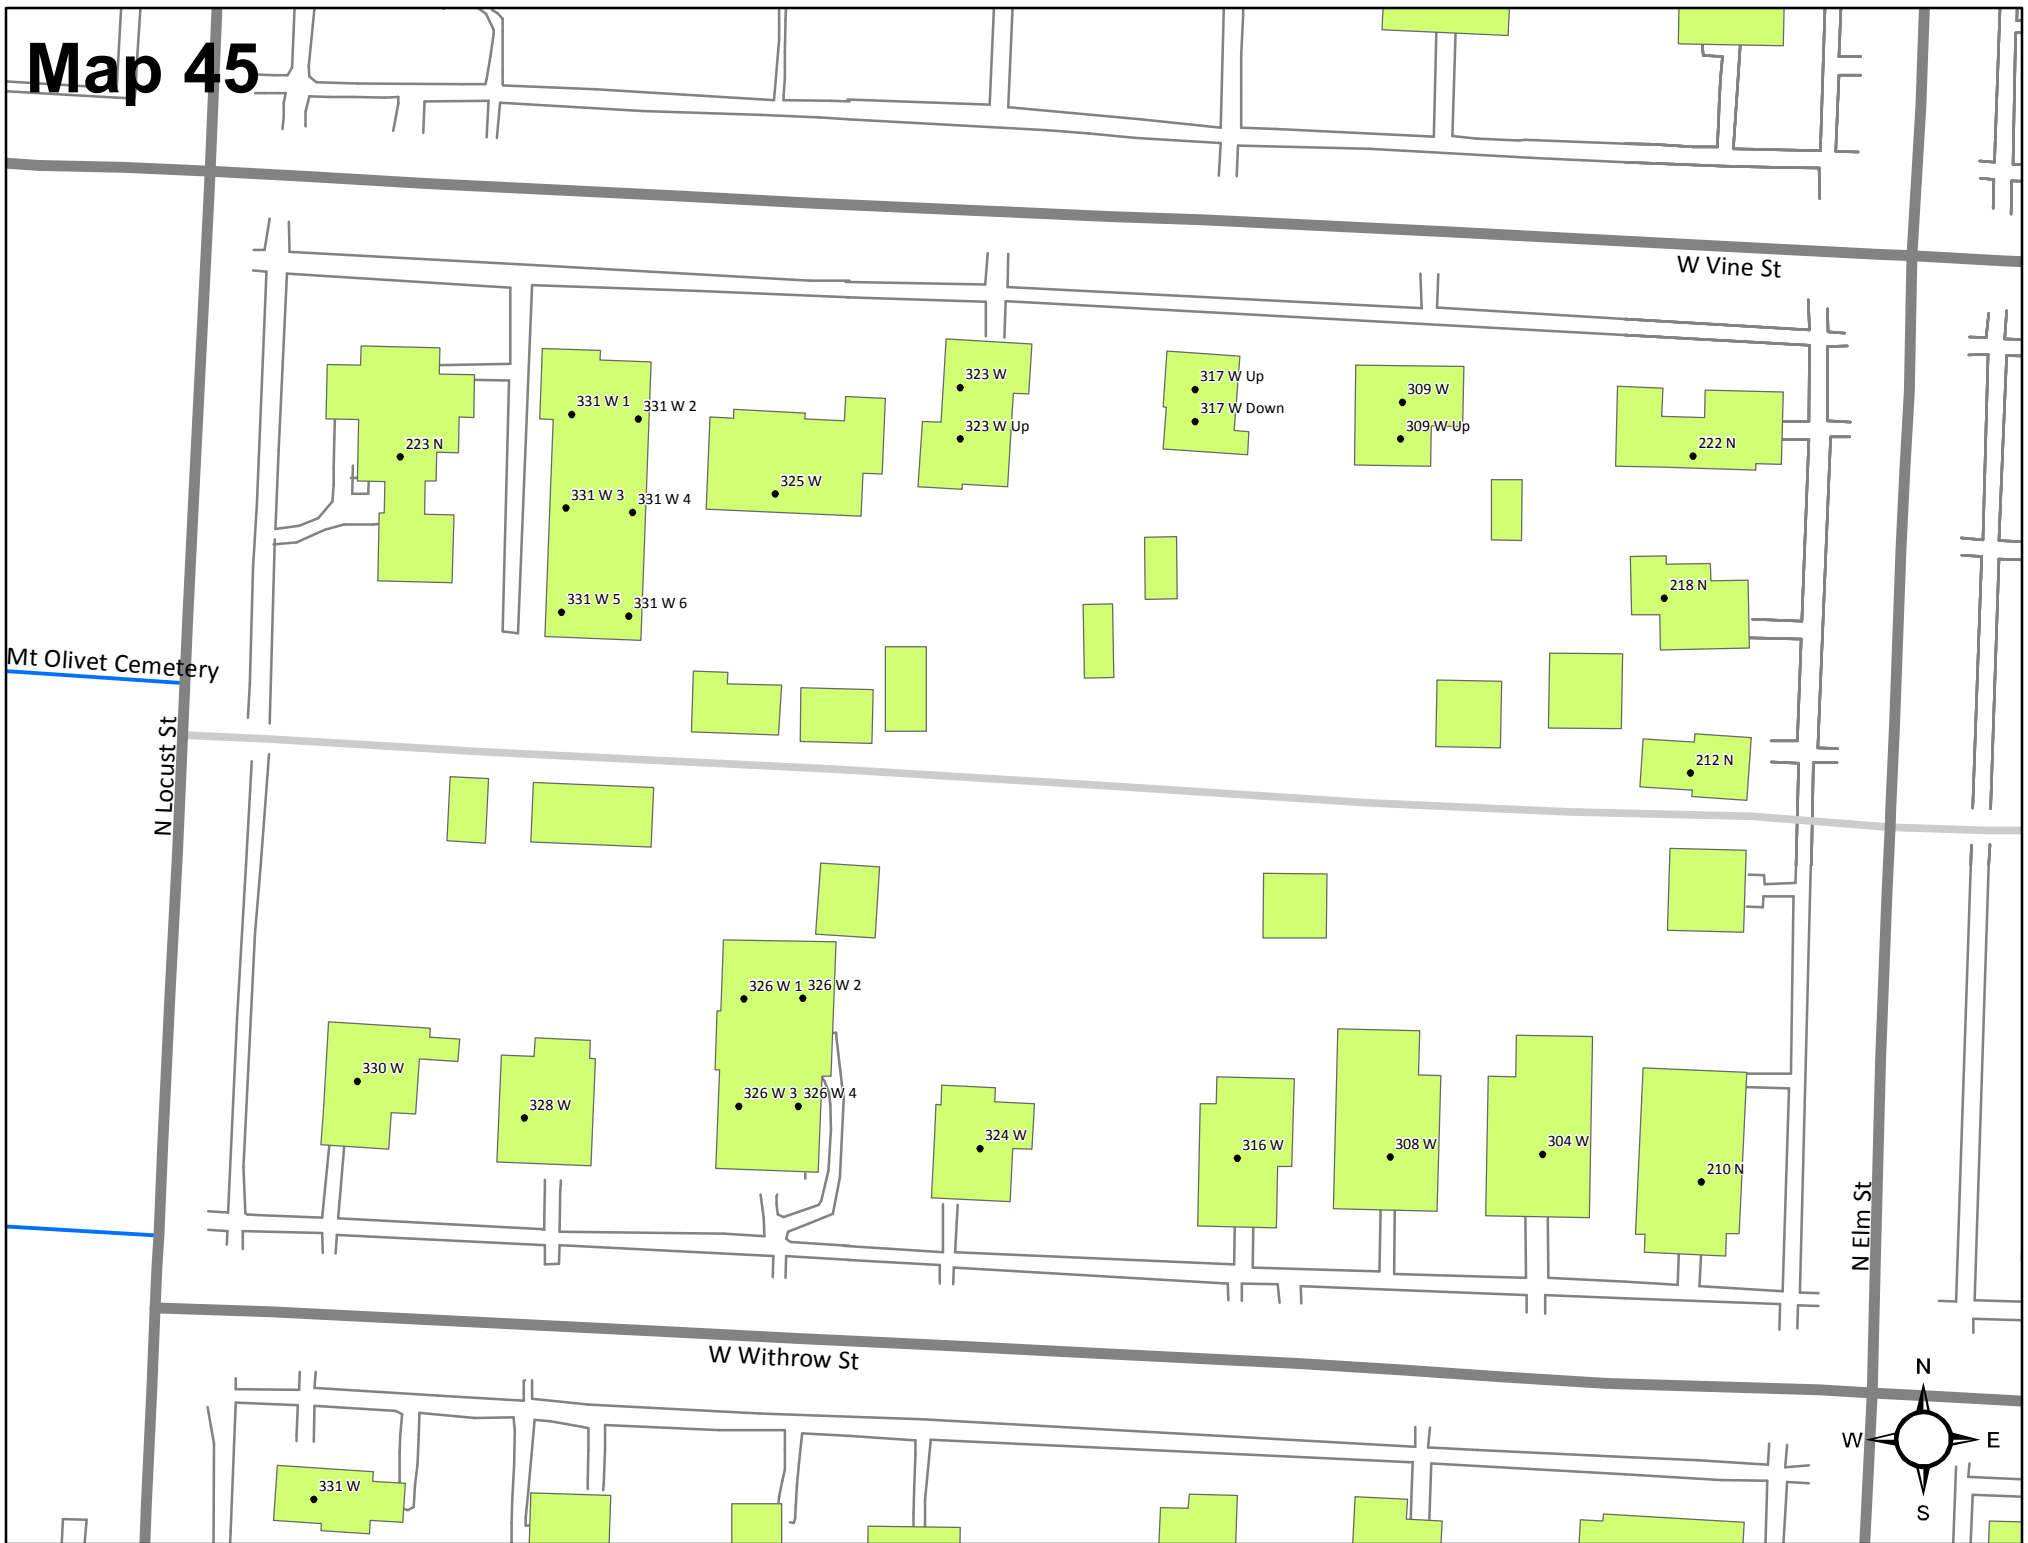 Map 45
W Vine St
323 W
317 W Up
309 W
331 W 1
331 W 2
317 W Down
323 W Up
309 W Up
223 N
222 N
325 W
331 W 3
331 W 4
218 N
331 W 5
331 W 6
Mt Olivet Cemetery
N Locust St
212 N
326 W 1
326 W 2
330 W
328 W
326 W 3
326 W 4
324 W
316 W
308 W
304 W
210 N
N Elm St
W Withrow St
N
W
E
S
331 W